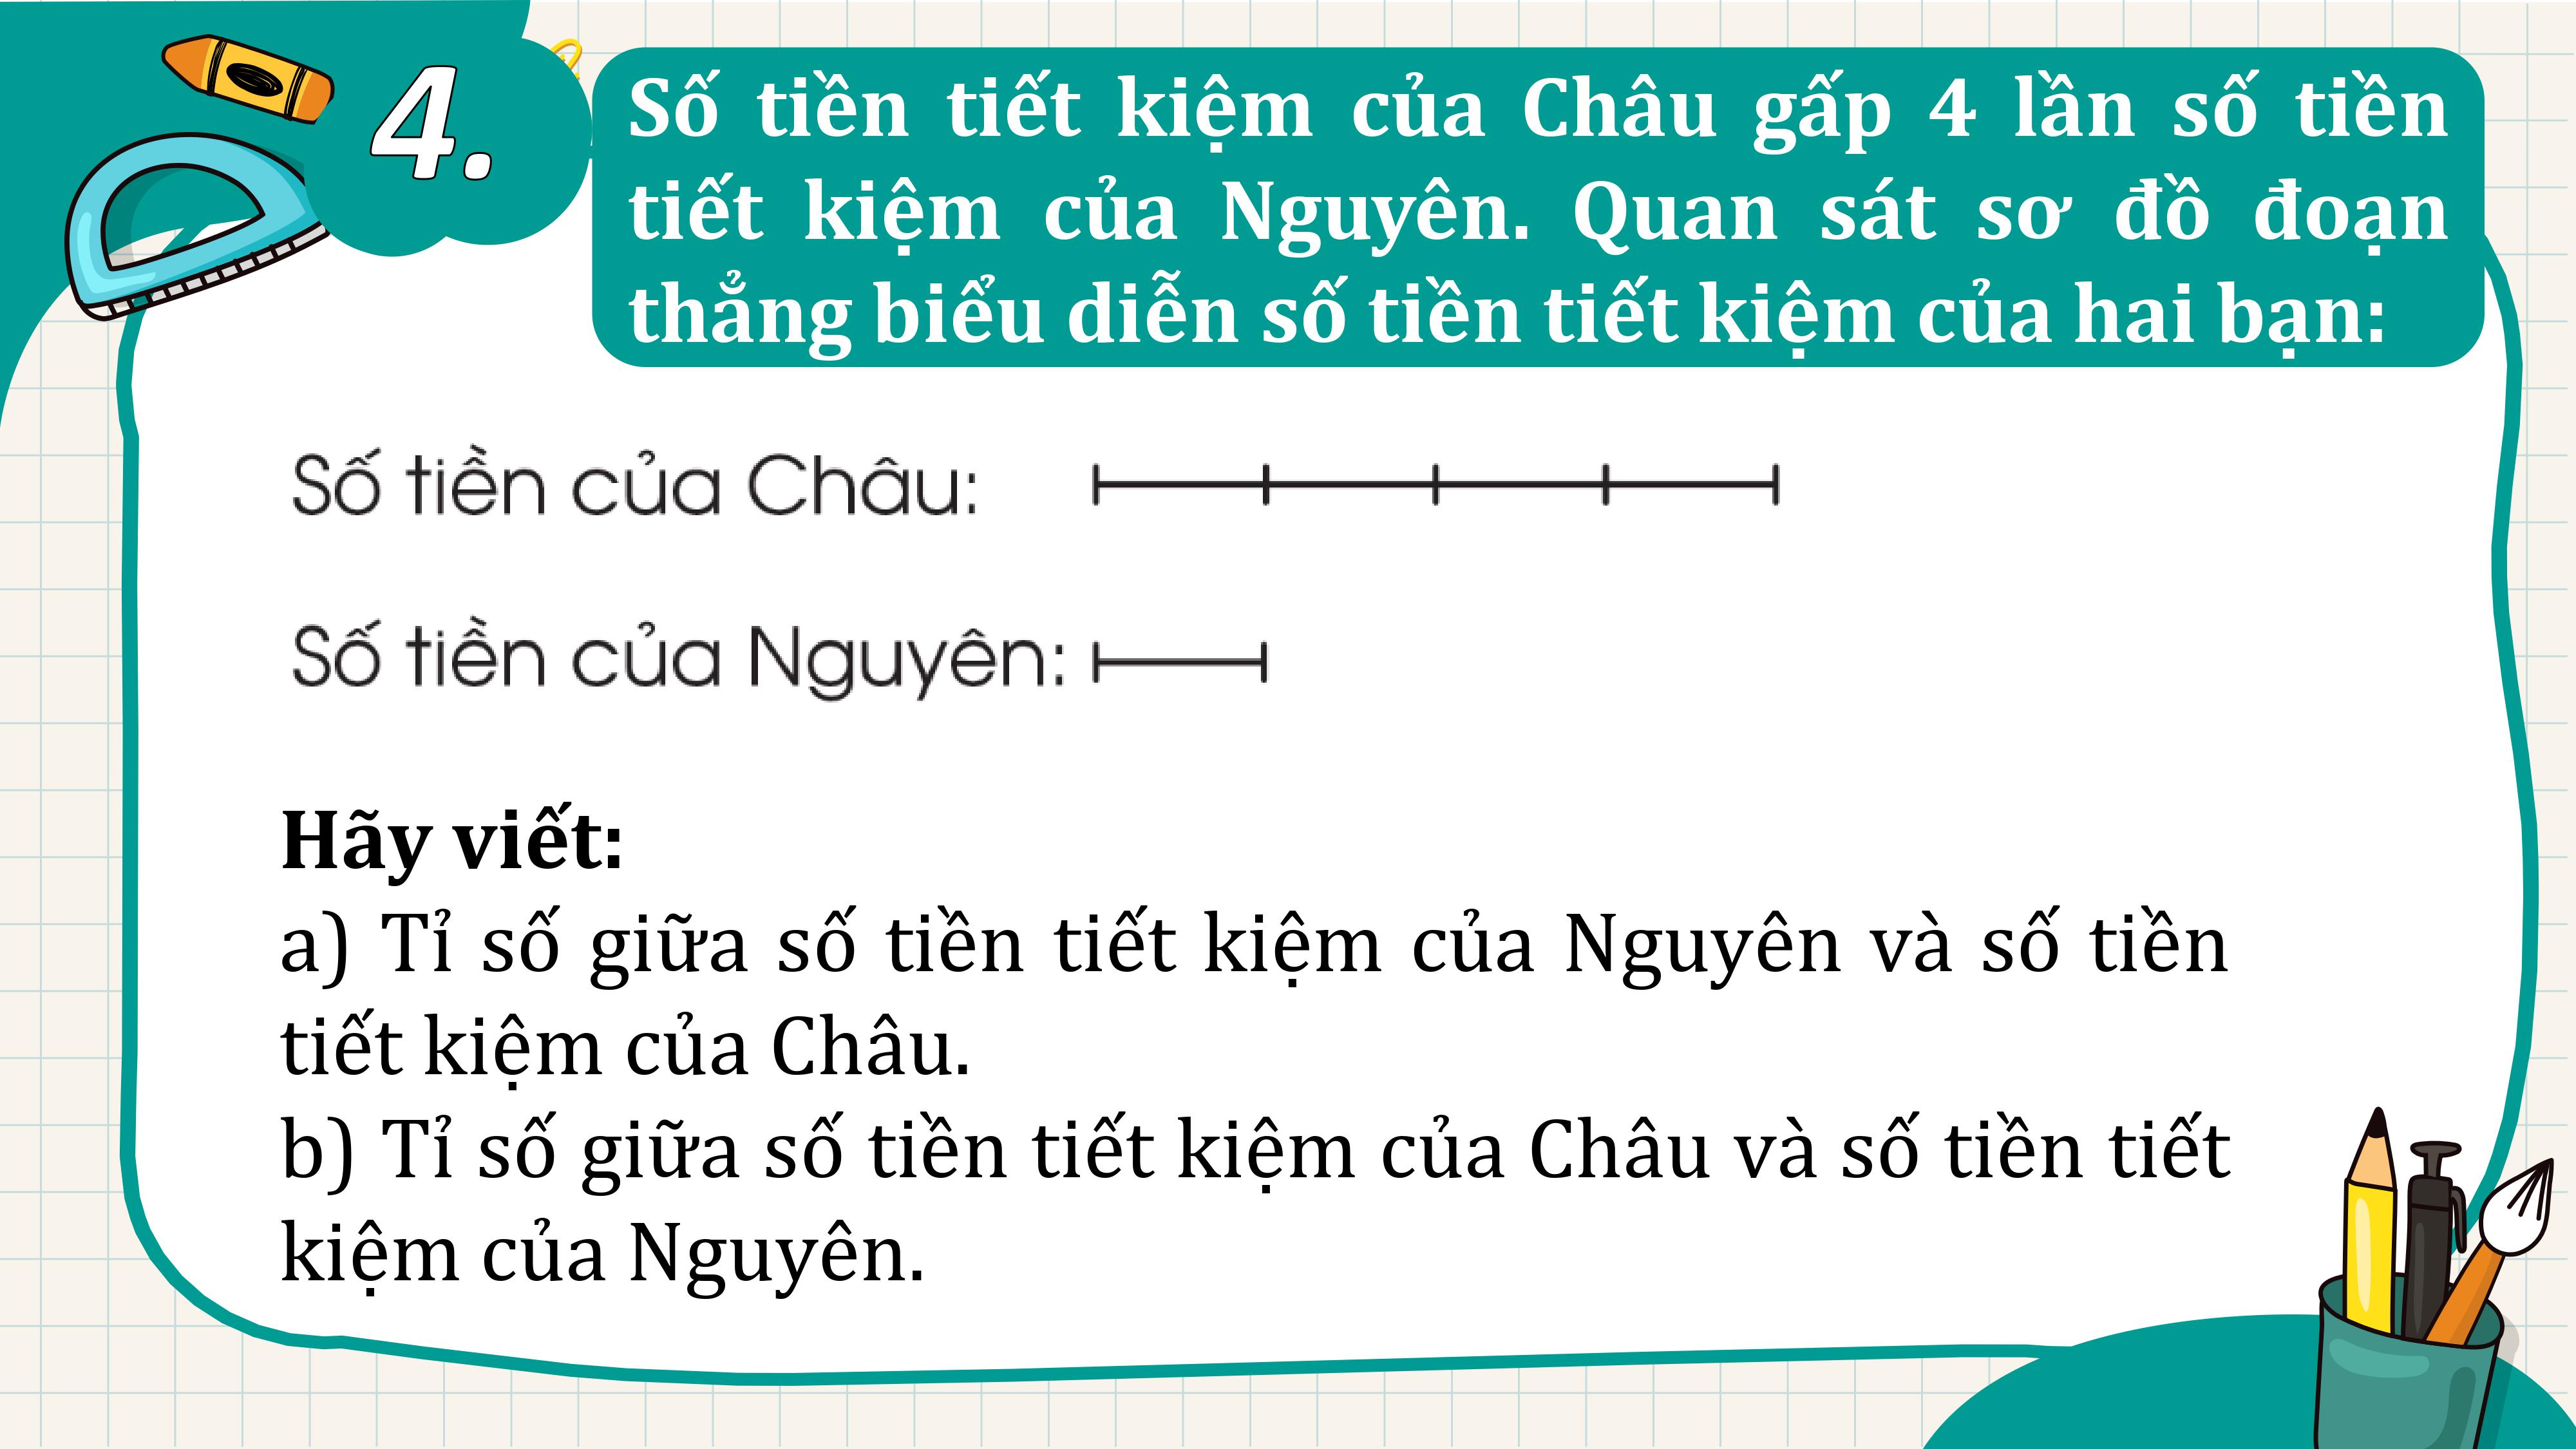 4.
Số tiền tiết kiệm của Châu gấp 4 lần số tiền
tiết kiệm của Nguyên. Quan sát sơ đồ đoạn
thẳng biểu diễn số tiền tiết kiệm của hai bạn:
Số tiền của Châu:
Số tiền của Nguyên:
Hãy viết:
a) Tỉ số giữa số tiền tiết kiệm của Nguyên và số tiền
tiết kiệm của Châu.
b) Tỉ số giữa số tiền tiết kiệm của Châu và số tiền tiết
kiệm của Nguyên.